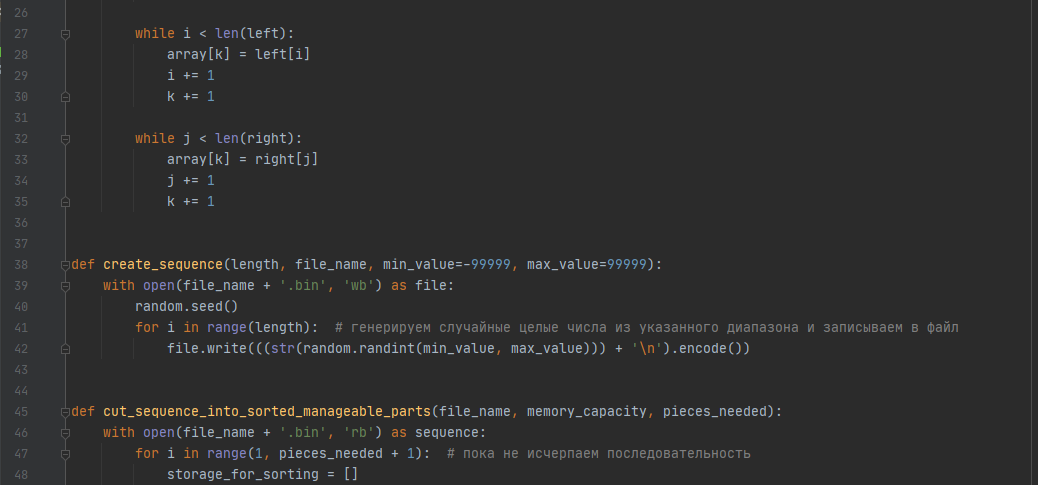 26
27 while i < len(left):
28 array[k] = left[i]
29 i += 1
30 k += 1
31
32 while j < len(right):
33 array[k] = right[j]
34 j += 1
35 k += 1
36
37
38 def create_sequence(length, file_name, min_value=-99999, max_value=99999):
39 with open(file_name + '.bin', 'wb') as file:
40 random.seed()
41 for i in range(length):  # генерируем случайные целые числа из указанного диапазона и записываем в файл
42 file.write(((str(random.randint(min_value, max_value))) + '\n').encode())
43
44
45 def cut_sequence_into_sorted_manageable_parts(file_name, memory_capacity, pieces_needed):
46 with open(file_name + '.bin', 'rb') as sequence:
47 for i in range(1, pieces_needed + 1):  # пока не исчерпаем последовательность
48 storage_for_sorting = []